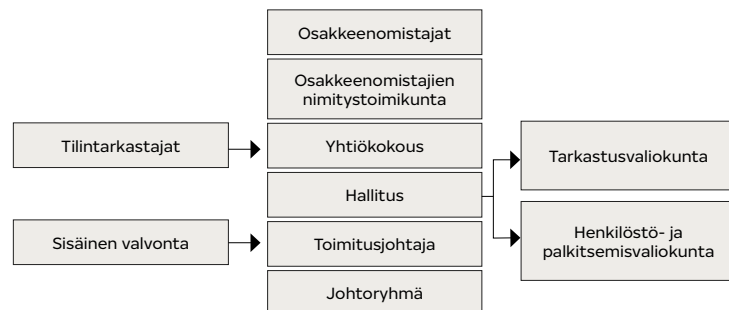 Osakkeenomistajat
Osakkeenomistajien
nimitystoimikunta
Tilintarkastajat
Yhtiökokous
Tarkastusvaliokunta
Hallitus
Sisäinen valvonta
Toimitusjohtaja
Henkilöstö- ja
palkitsemisvaliokunta
Johtoryhmä